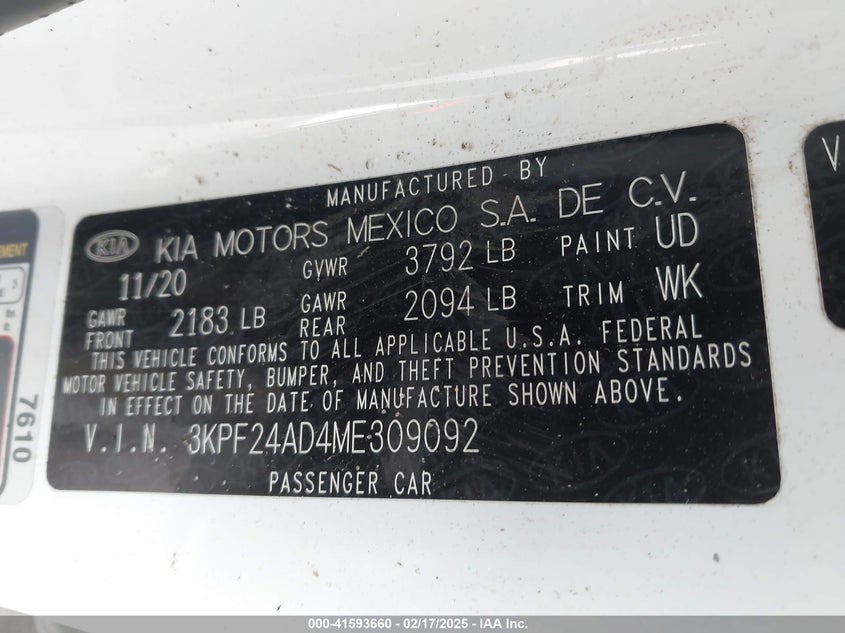 MANUFACTURED BY
KIA KIA MOTORS MEXICO S.A. DE C.V.
11/20 GVWR 3792 LB PAINT UD
GAWR FRONT 2183 LB GAWR REAR 2094 LB TRIM WK
THIS VEHICLE CONFORMS TO ALL APPLICABLE U.S.A. FEDERAL
MOTOR VEHICLE SAFETY, BUMPER, AND THEFT PREVENTION STANDARDS
IN EFFECT ON THE DATE OF MANUFACTURE SHOWN ABOVE.
V.I.N. 3KPF24AD4ME309092
PASSENGER CAR
7610
V
000-41593660 - 02/17/2025 - IAA Inc.